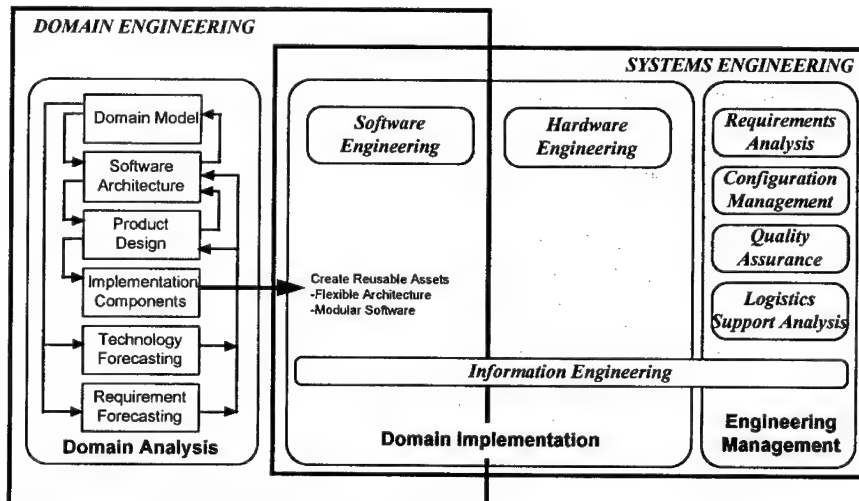 DOMAIN ENGINEERING
SYSTEMS ENGINEERING
Domain Model
Software
Architecture
Product
Design
Implementation
Components
Technology
Forecasting
Requirement
Forecasting
Domain Analysis
Software
Engineering
Hardware
Engineering
Create Reusable Assets
-Flexible Architecture
-Modular Software
Information Engineering
Domain Implementation
Requirements
Analysis
Configuration
Management
Quality
Assurance
Logistics
Support Analysis
Engineering
Management